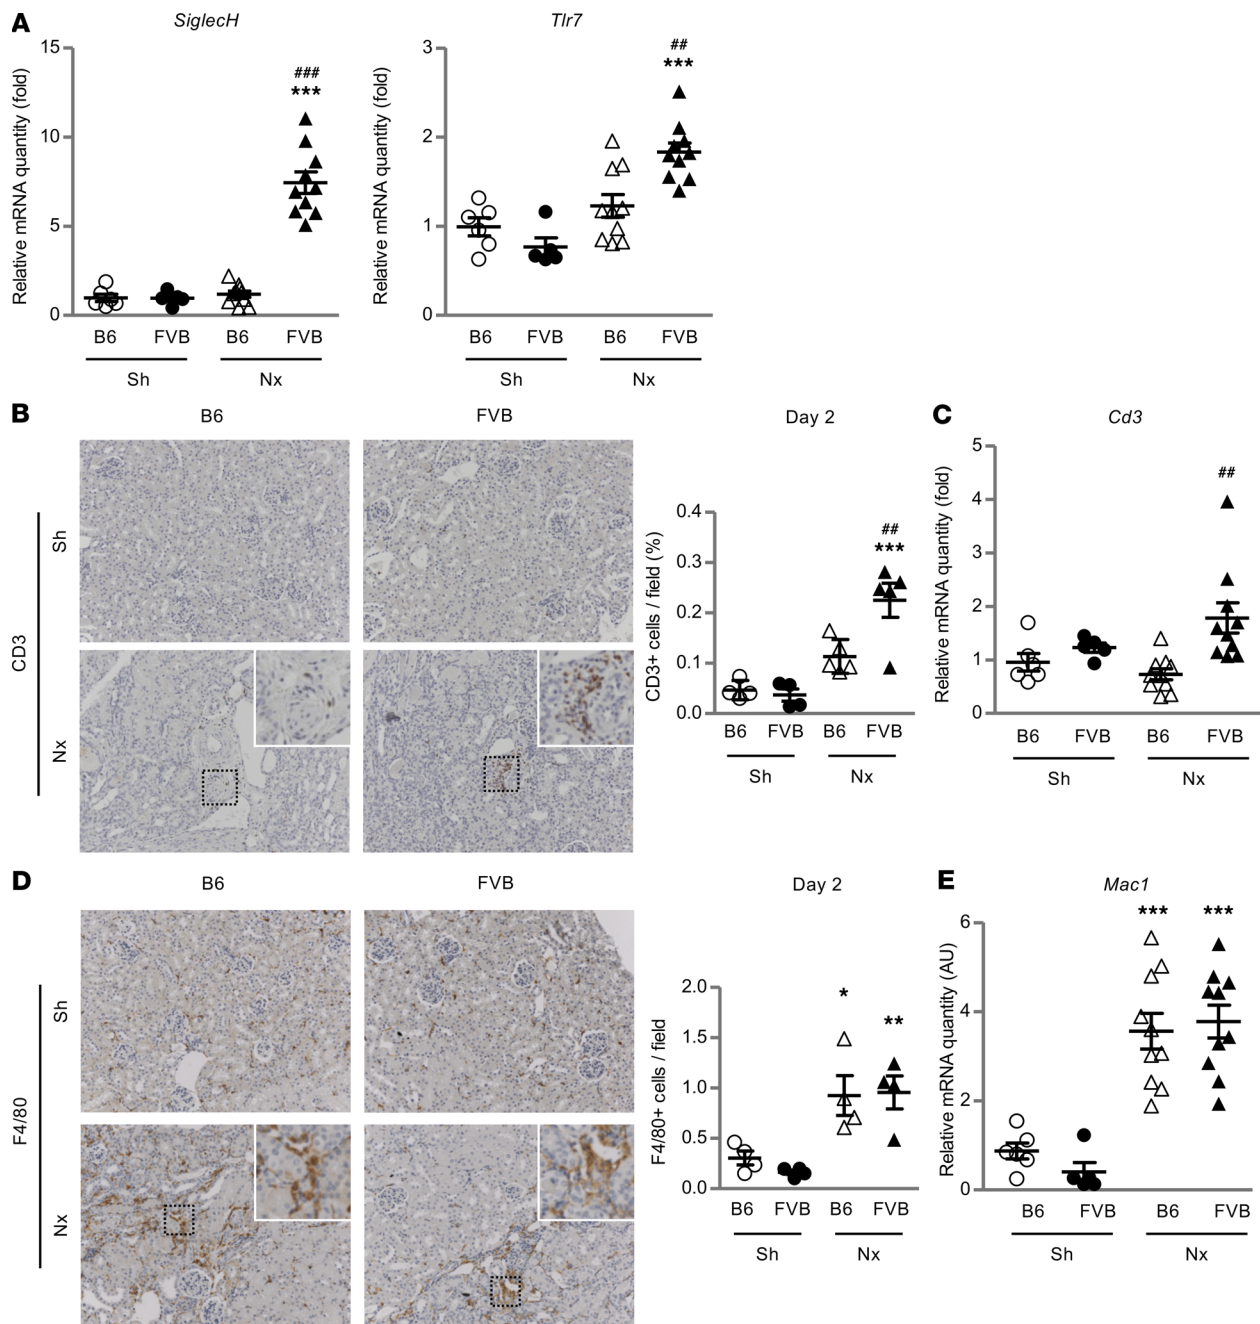 A
SiglecH
Relative mRNA quantity (fold)
15
10
5
0
###
***
B6 FVB B6 FVB
Sh Nx
Tlr7
Relative mRNA quantity (fold)
3
2
1
0
##
***
B6 FVB B6 FVB
Sh Nx
B
B6 FVB
CD3
Sh
Nx
Day 2
CD3+ cells / field (%)
0.4
0.3
0.2
0.1
0.0
##
***
B6 FVB B6 FVB
Sh Nx
C
Cd3
Relative mRNA quantity (fold)
5
4
3
2
1
0
##
B6 FVB B6 FVB
Sh Nx
D
B6 FVB
F4/80
Sh
Nx
Day 2
F4/80+ cells / field
2.0
1.5
1.0
0.5
0.0
*
**
B6 FVB B6 FVB
Sh Nx
E
Mac1
Relative mRNA quantity (AU)
6
4
2
0
*** ***
B6 FVB B6 FVB
Sh Nx